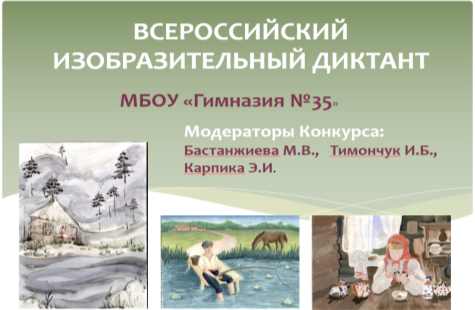 ВСЕРОССИЙСКИЙ
ИЗОБРАЗИТЕЛЬНЫЙ ДИКТАНТ
МБОУ «Гимназия №35»
Модераторы Конкурса:
Бастанжиева М.В., Тимончук И.Б.,
Карпика Э.И.